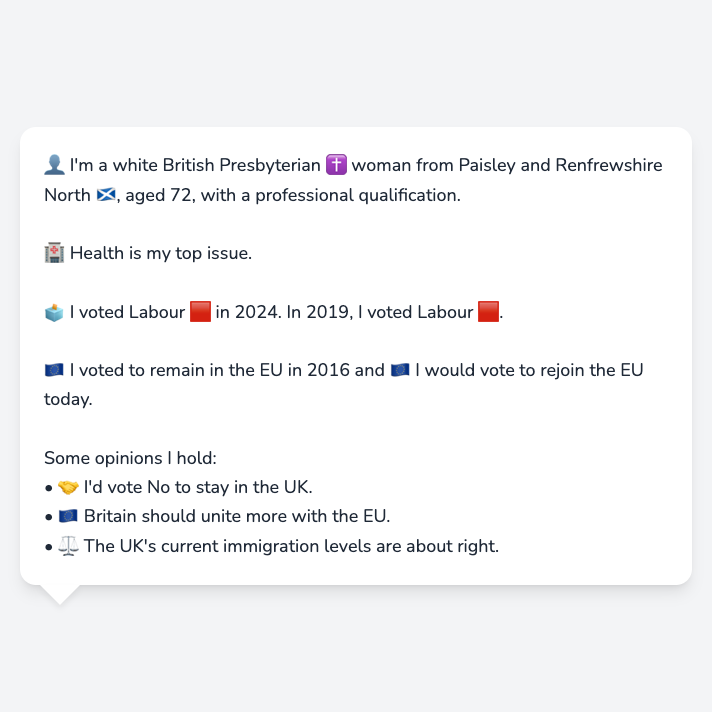 👤 I'm a white British Presbyterian ✝️ woman from Paisley and Renfrewshire
North 🏴󠁧󠁢󠁳󠁣󠁴󠁿, aged 72, with a professional qualification.
🏥 Health is my top issue.
🗳️ I voted Labour 🟥 in 2024. In 2019, I voted Labour 🟥.
🇪🇺 I voted to remain in the EU in 2016 and 🇪🇺 I would vote to rejoin the EU
today.
Some opinions I hold:
• 🤝 I'd vote No to stay in the UK.
• 🇪🇺 Britain should unite more with the EU.
• ⚖️ The UK's current immigration levels are about right.